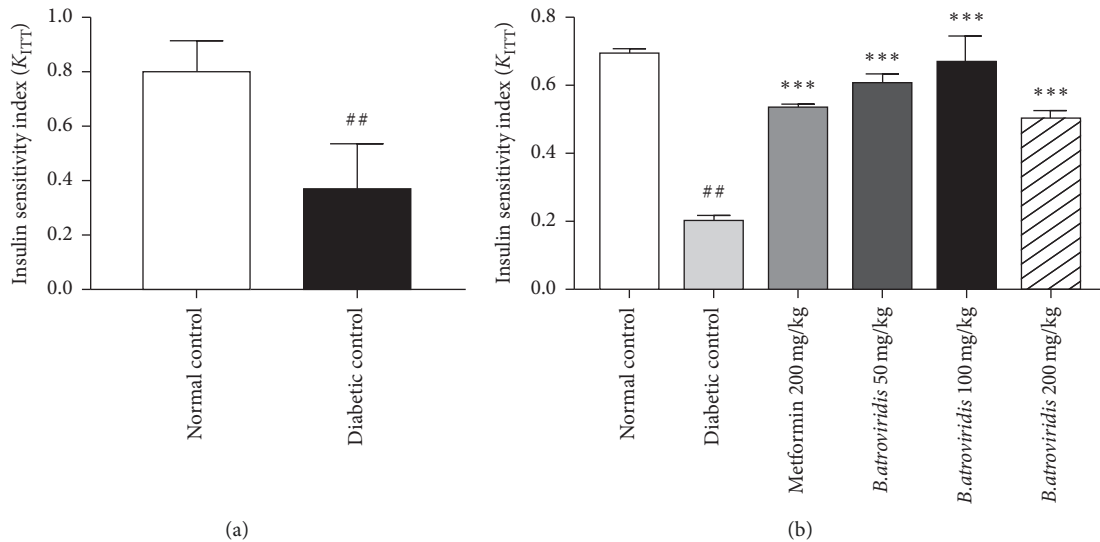 Insulin sensitivity index (K_ITT)
1.0
0.8
0.6
0.4
0.2
0.0
##
Normal control
Diabetic control
(a)
Insulin sensitivity index (K_ITT)
0.8
0.6
0.4
0.2
0.0
##
***
***
***
***
Normal control
Diabetic control
Metformin 200 mg/kg
B.atroviridis 50 mg/kg
B.atroviridis 100 mg/kg
B.atroviridis 200 mg/kg
(b)